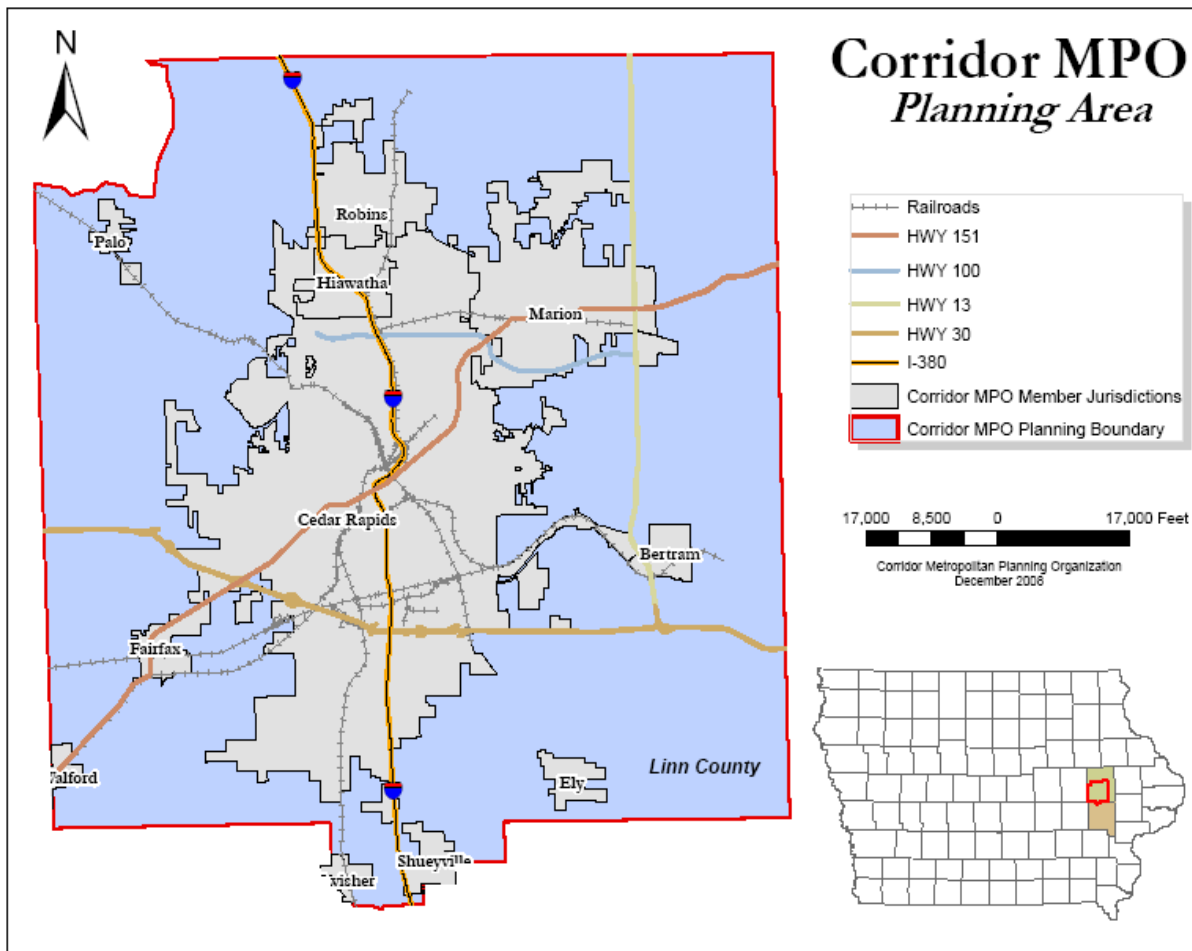 Corridor MPO
Planning Area
N
Railroads
HWY 151
HWY 100
HWY 13
HWY 30
I-380
Corridor MPO Member Jurisdictions
Corridor MPO Planning Boundary
17,000 8,500 0 17,000 Feet
Corridor Metropolitan Planning Organization
December 2006
Robins
Palo
Hiawatha
Marion
Cedar Rapids
Bertram
Fairfax
Walford
Linn County
Ely
Shueyville
wisher